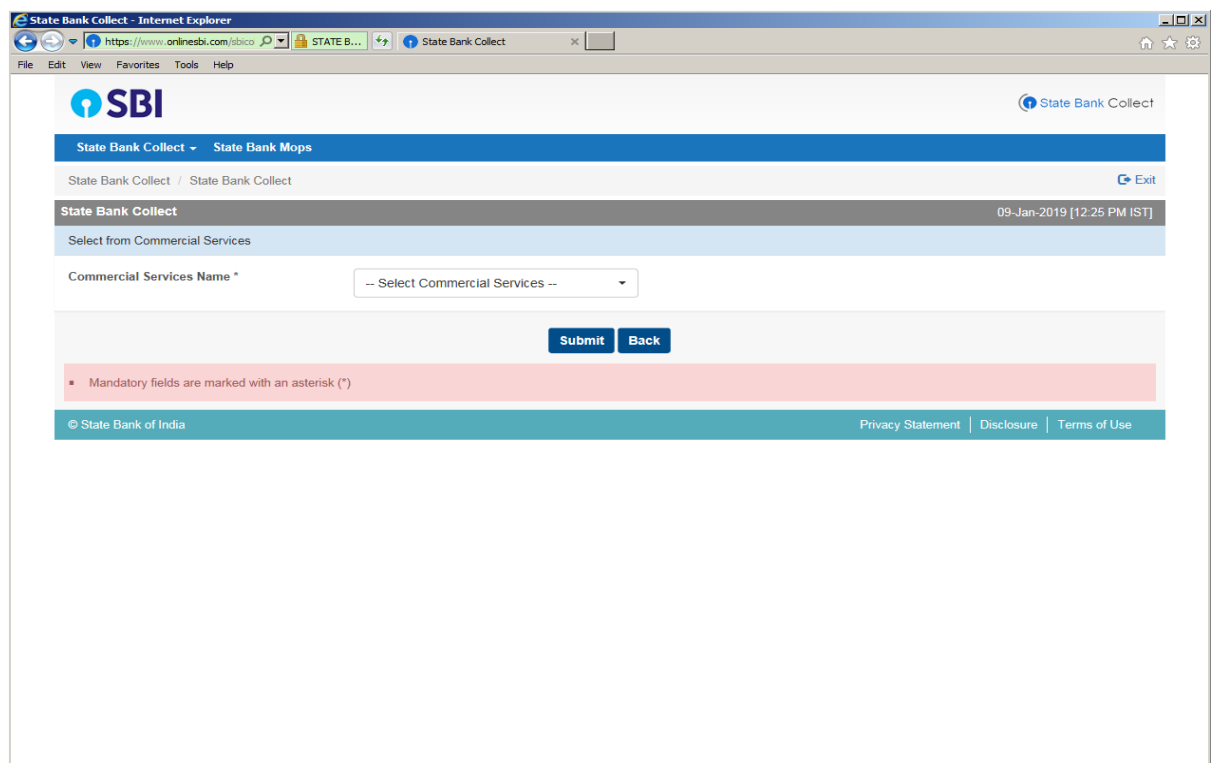 State Bank Collect - Internet Explorer
https://www.onlinesbi.com/sbico STATE B... State Bank Collect
File Edit View Favorites Tools Help
SBI
State Bank Collect
State Bank Collect State Bank Mops
State Bank Collect / State Bank Collect
Exit
State Bank Collect 09-Jan-2019 [12:25 PM IST]
Select from Commercial Services
Commercial Services Name * -- Select Commercial Services --
Submit Back
Mandatory fields are marked with an asterisk (*)
© State Bank of India Privacy Statement | Disclosure | Terms of Use